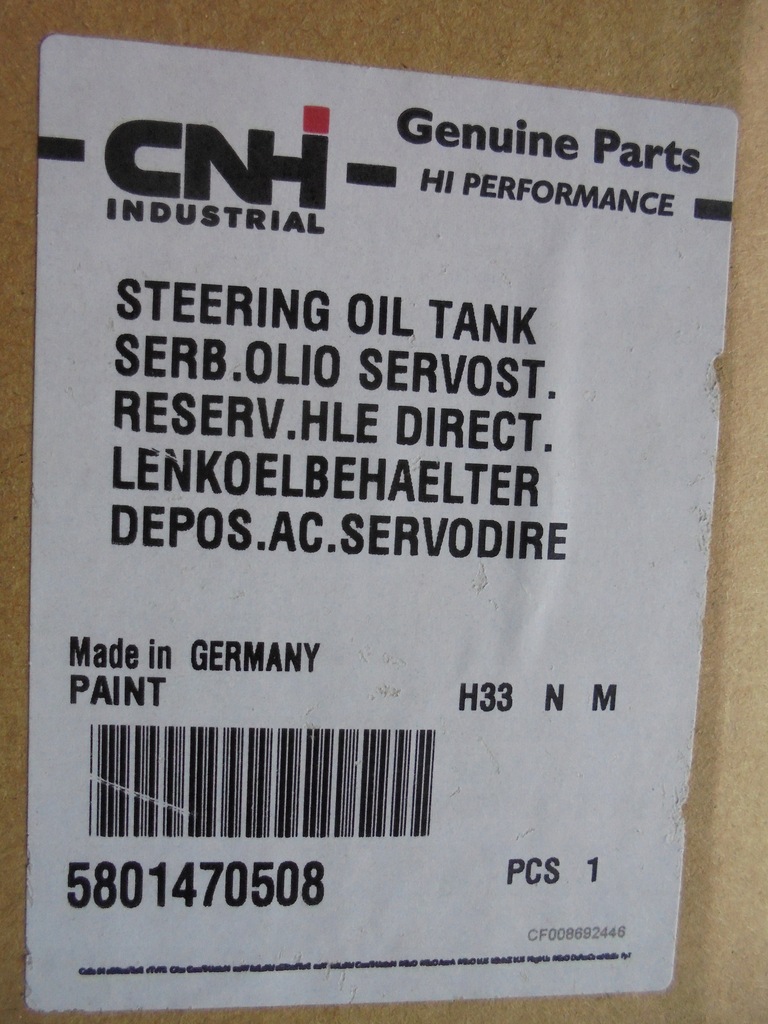 CNH
INDUSTRIAL
Genuine Parts
HI PERFORMANCE
STEERING OIL TANK
SERB.OLIO SERVOST.
RESERV.HLE DIRECT.
LENKOELBEHAELTER
DEPOS.AC.SERVODIRE
Made in GERMANY
PAINT
H33 N M
5801470508
PCS 1
CF008692446